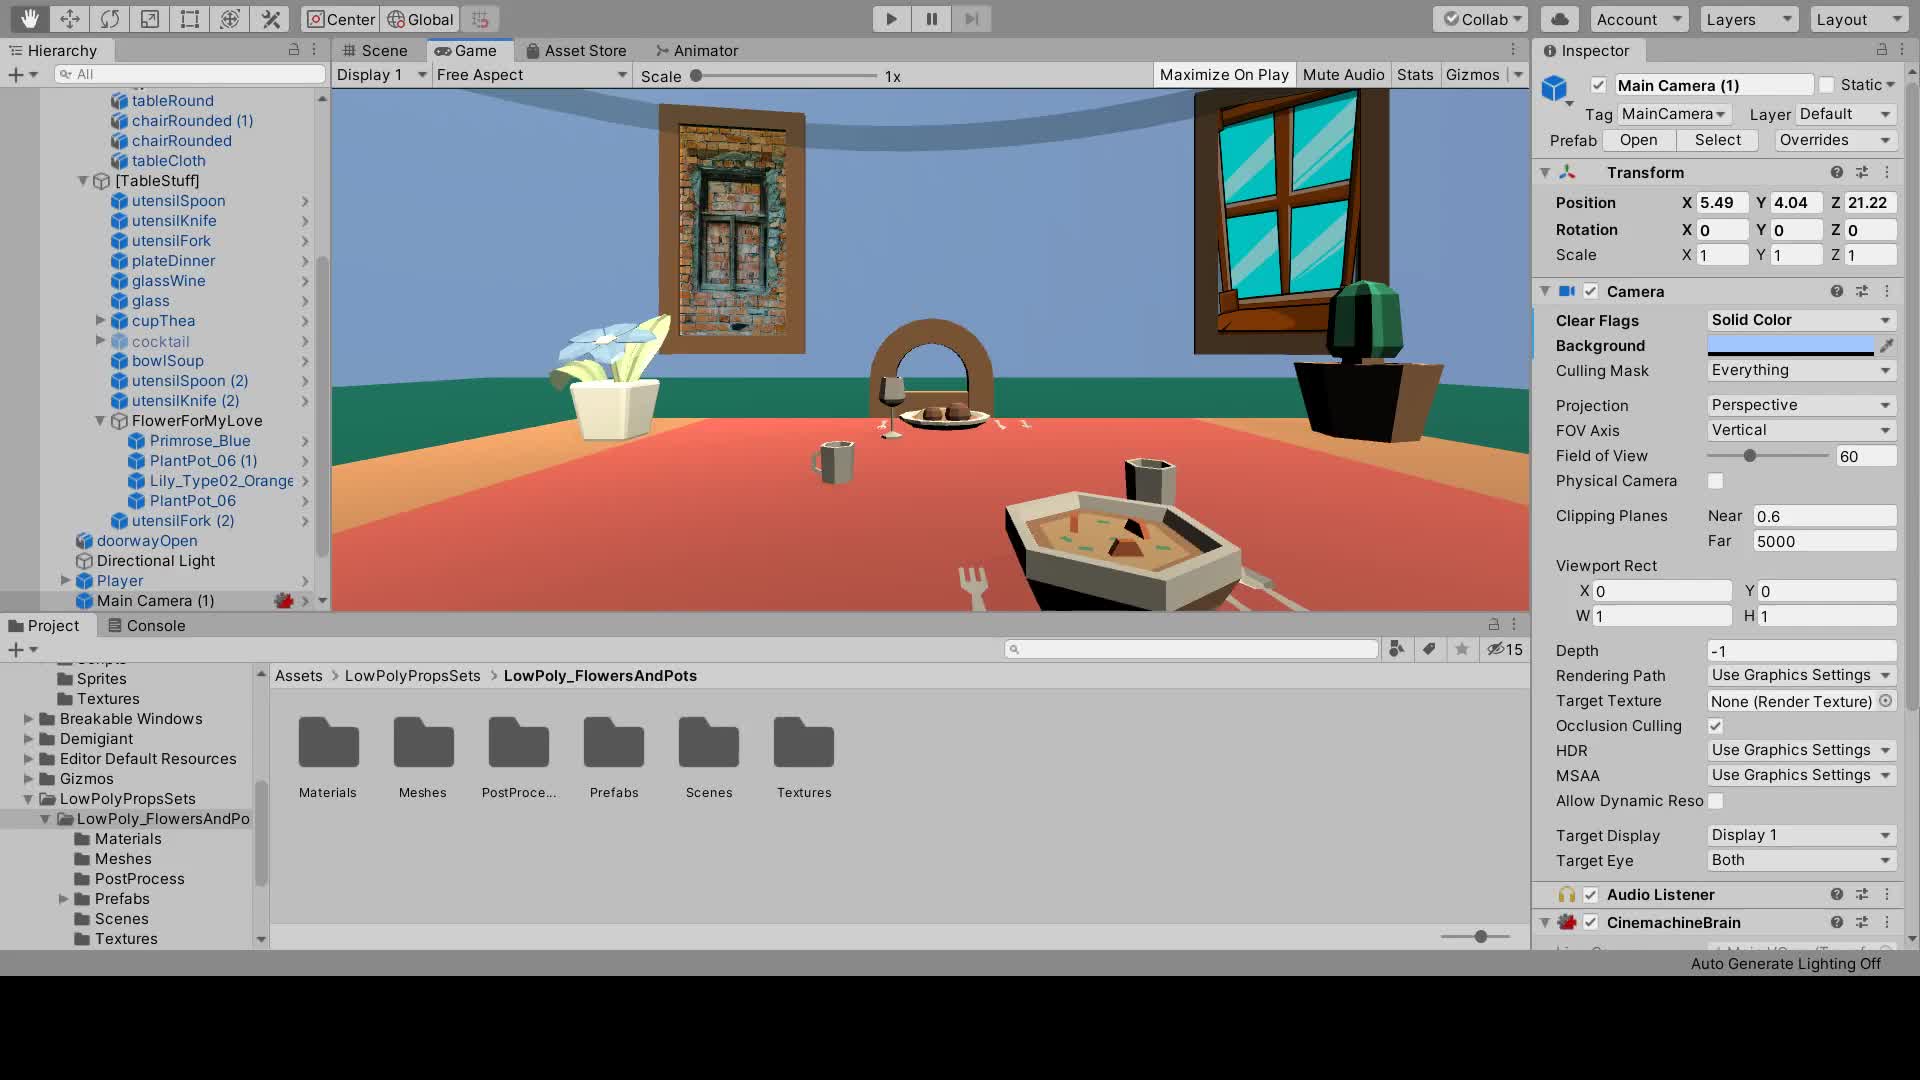 Center
Global
Collab
Account
Layers
Layout
Hierarchy
All
tableRound
chairRounded (1)
chairRounded
tableCloth
[TableStuff]
utensilSpoon
utensilKnife
utensilFork
plateDinner
glassWine
glass
cupThea
cocktail
bowlSoup
utensilSpoon (2)
utensilKnife (2)
FlowerForMyLove
Primrose_Blue
PlantPot_06 (1)
Lily_Type02_Orange
PlantPot_06
utensilFork (2)
doorwayOpen
Directional Light
Player
Main Camera (1)
Scene
Game
Asset Store
Animator
Display 1
Free Aspect
Scale
1x
Maximize On Play
Mute Audio
Stats
Gizmos
Inspector
Main Camera (1)
Static
Tag MainCamera
Layer Default
Prefab Open Select Overrides
Transform
Position X 5.49 Y 4.04 Z 21.22
Rotation X 0 Y 0 Z 0
Scale X 1 Y 1 Z 1
Camera
Clear Flags Solid Color
Background
Culling Mask Everything
Projection Perspective
FOV Axis Vertical
Field of View 60
Physical Camera
Clipping Planes Near 0.6
Far 5000
Viewport Rect
X 0 Y 0
W 1 H 1
Depth -1
Rendering Path Use Graphics Settings
Target Texture None (Render Texture)
Occlusion Culling
HDR Use Graphics Settings
MSAA Use Graphics Settings
Allow Dynamic Reso
Target Display Display 1
Target Eye Both
Audio Listener
CinemachineBrain
Project
Console
15
Sprites
Textures
Breakable Windows
Demigiant
Editor Default Resources
Gizmos
LowPolyPropsSets
LowPoly_FlowersAndPo
Materials
Meshes
PostProcess
Prefabs
Scenes
Textures
Assets > LowPolyPropsSets > LowPoly_FlowersAndPots
Materials
Meshes
PostProce...
Prefabs
Scenes
Textures
Auto Generate Lighting Off